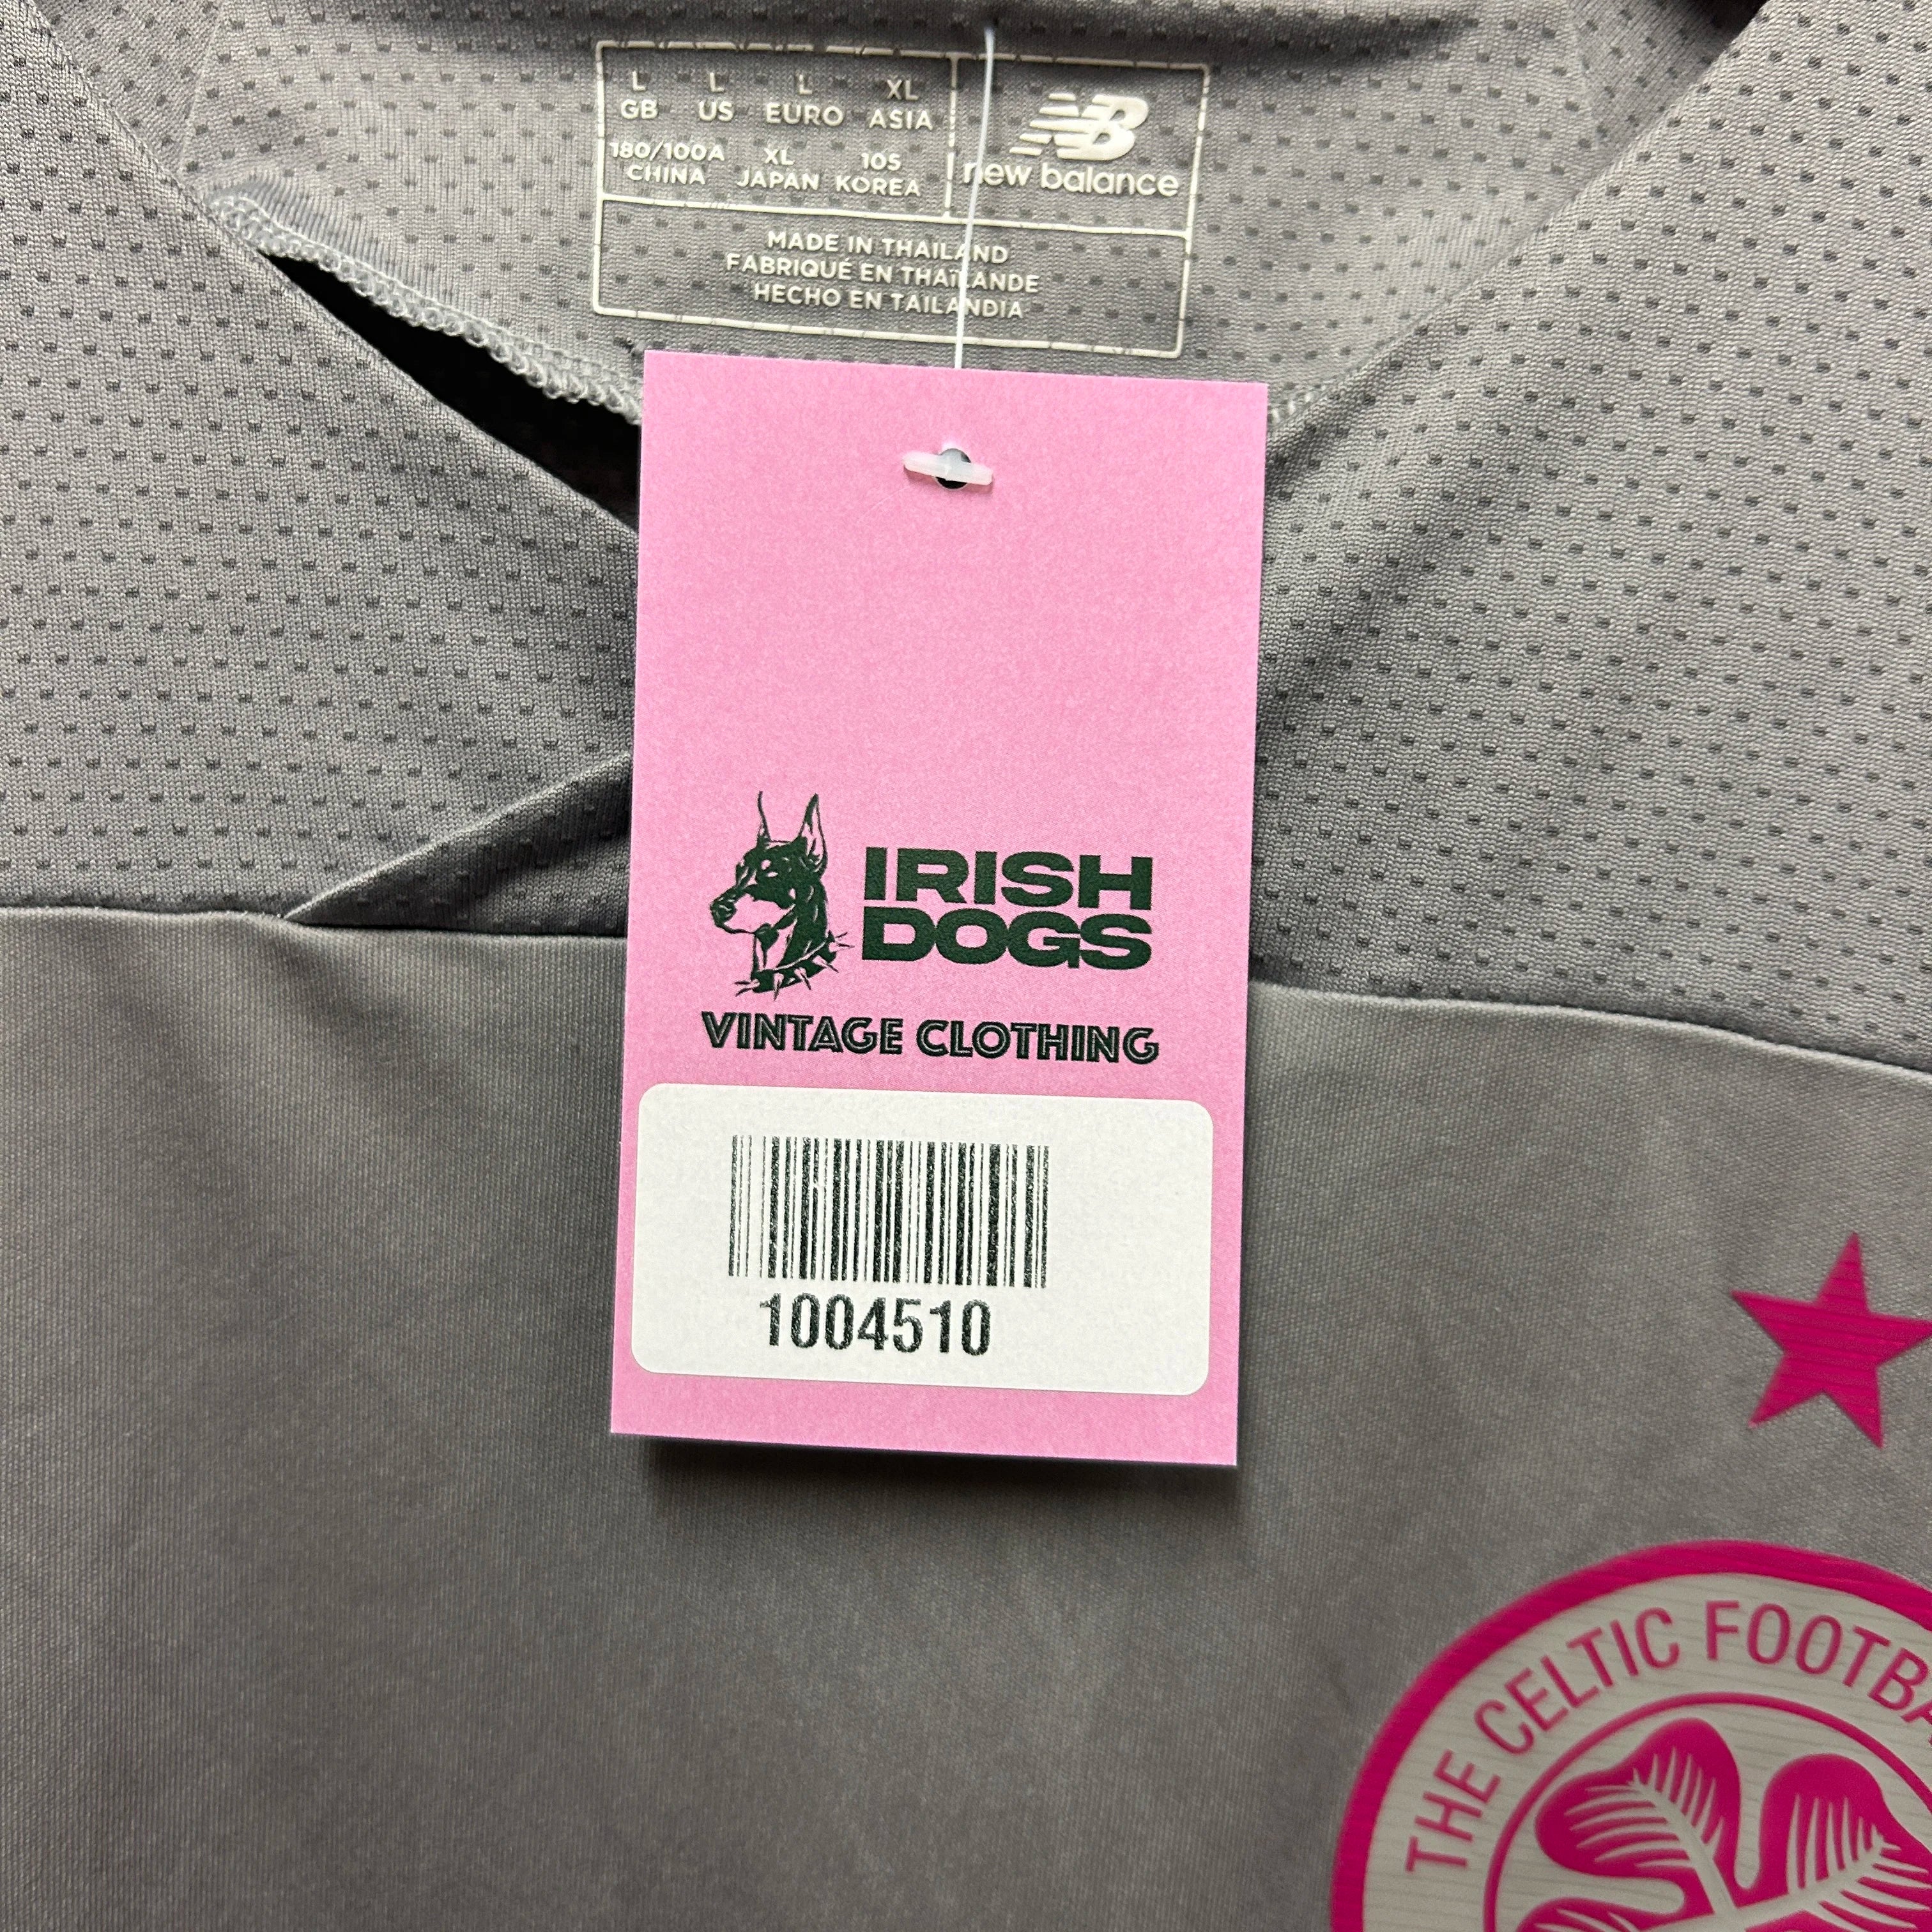 L L L XL
GB US EURO ASIA
180/100A XL 105
CHINA JAPAN KOREA
NB
new balance
MADE IN THAILAND
FABRIQUÉ EN THAÏLANDE
HECHO EN TAILANDIA
IRISH
DOGS
VINTAGE CLOTHING
1004510
THE CELTIC FOOTBA